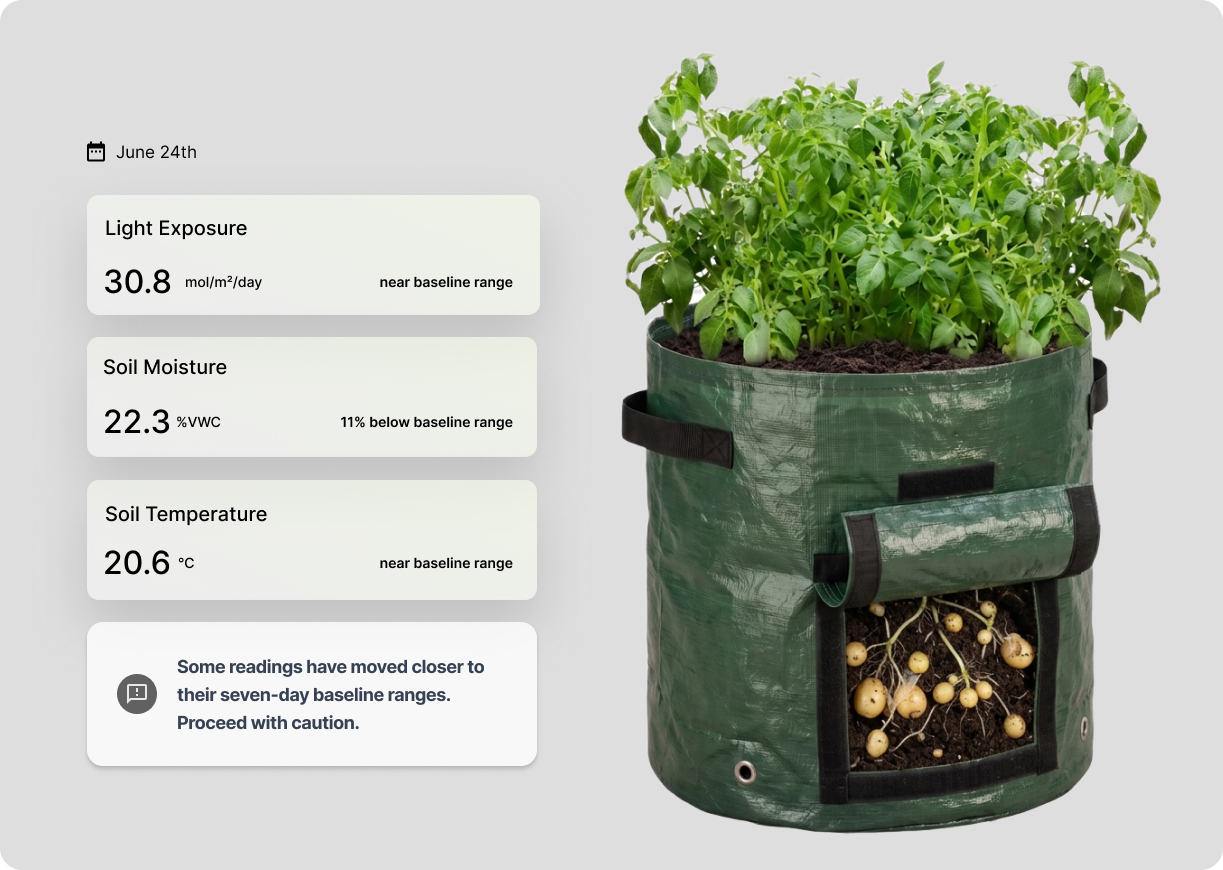 June 24th
Light Exposure
30.8 mol/m²/day near baseline range
Soil Moisture
22.3 %VWC 11% below baseline range
Soil Temperature
20.6 °C near baseline range
Some readings have moved closer to
their seven-day baseline ranges.
Proceed with caution.